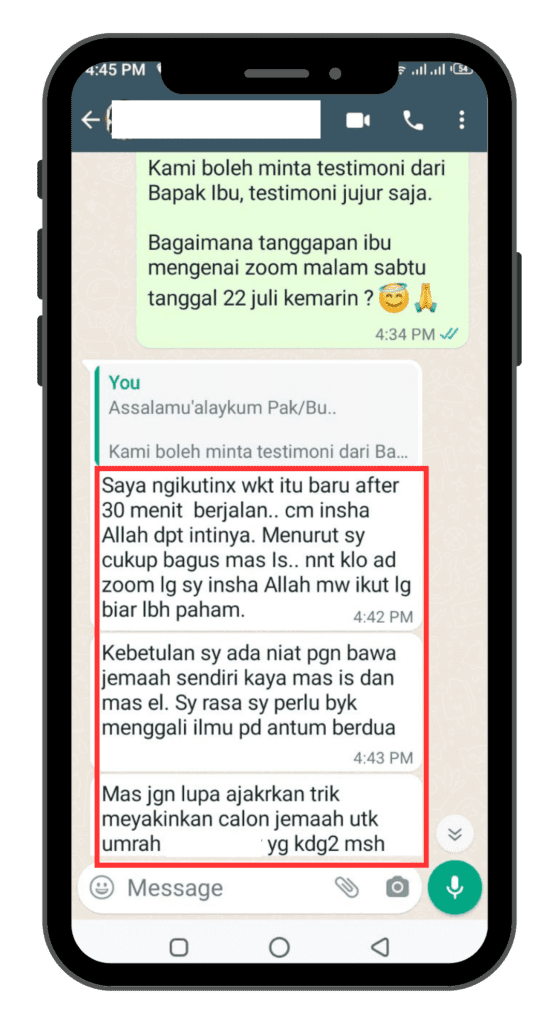 4:45 PM
54
Kami boleh minta testimoni dari
Bapak Ibu, testimoni jujur saja.
Bagaimana tanggapan ibu
mengenai zoom malam sabtu
tanggal 22 juli kemarin ? 😇🙏
4:34 PM
You
Assalamu'alaykum Pak/Bu..
Kami boleh minta testimoni dari Ba...
Saya ngikutinx wkt itu baru after
30 menit berjalan.. cm insha
Allah dpt intinya. Menurut sy
cukup bagus mas Is.. nnt klo ad
zoom lg sy insha Allah mw ikut lg
biar lbh paham.
4:42 PM
Kebetulan sy ada niat pgn bawa
jemaah sendiri kaya mas is dan
mas el. Sy rasa sy perlu byk
menggali ilmu pd antum berdua
4:43 PM
Mas jgn lupa ajakrkan trik
meyakinkan calon jemaah utk
umrah yg kdg2 msh
Message